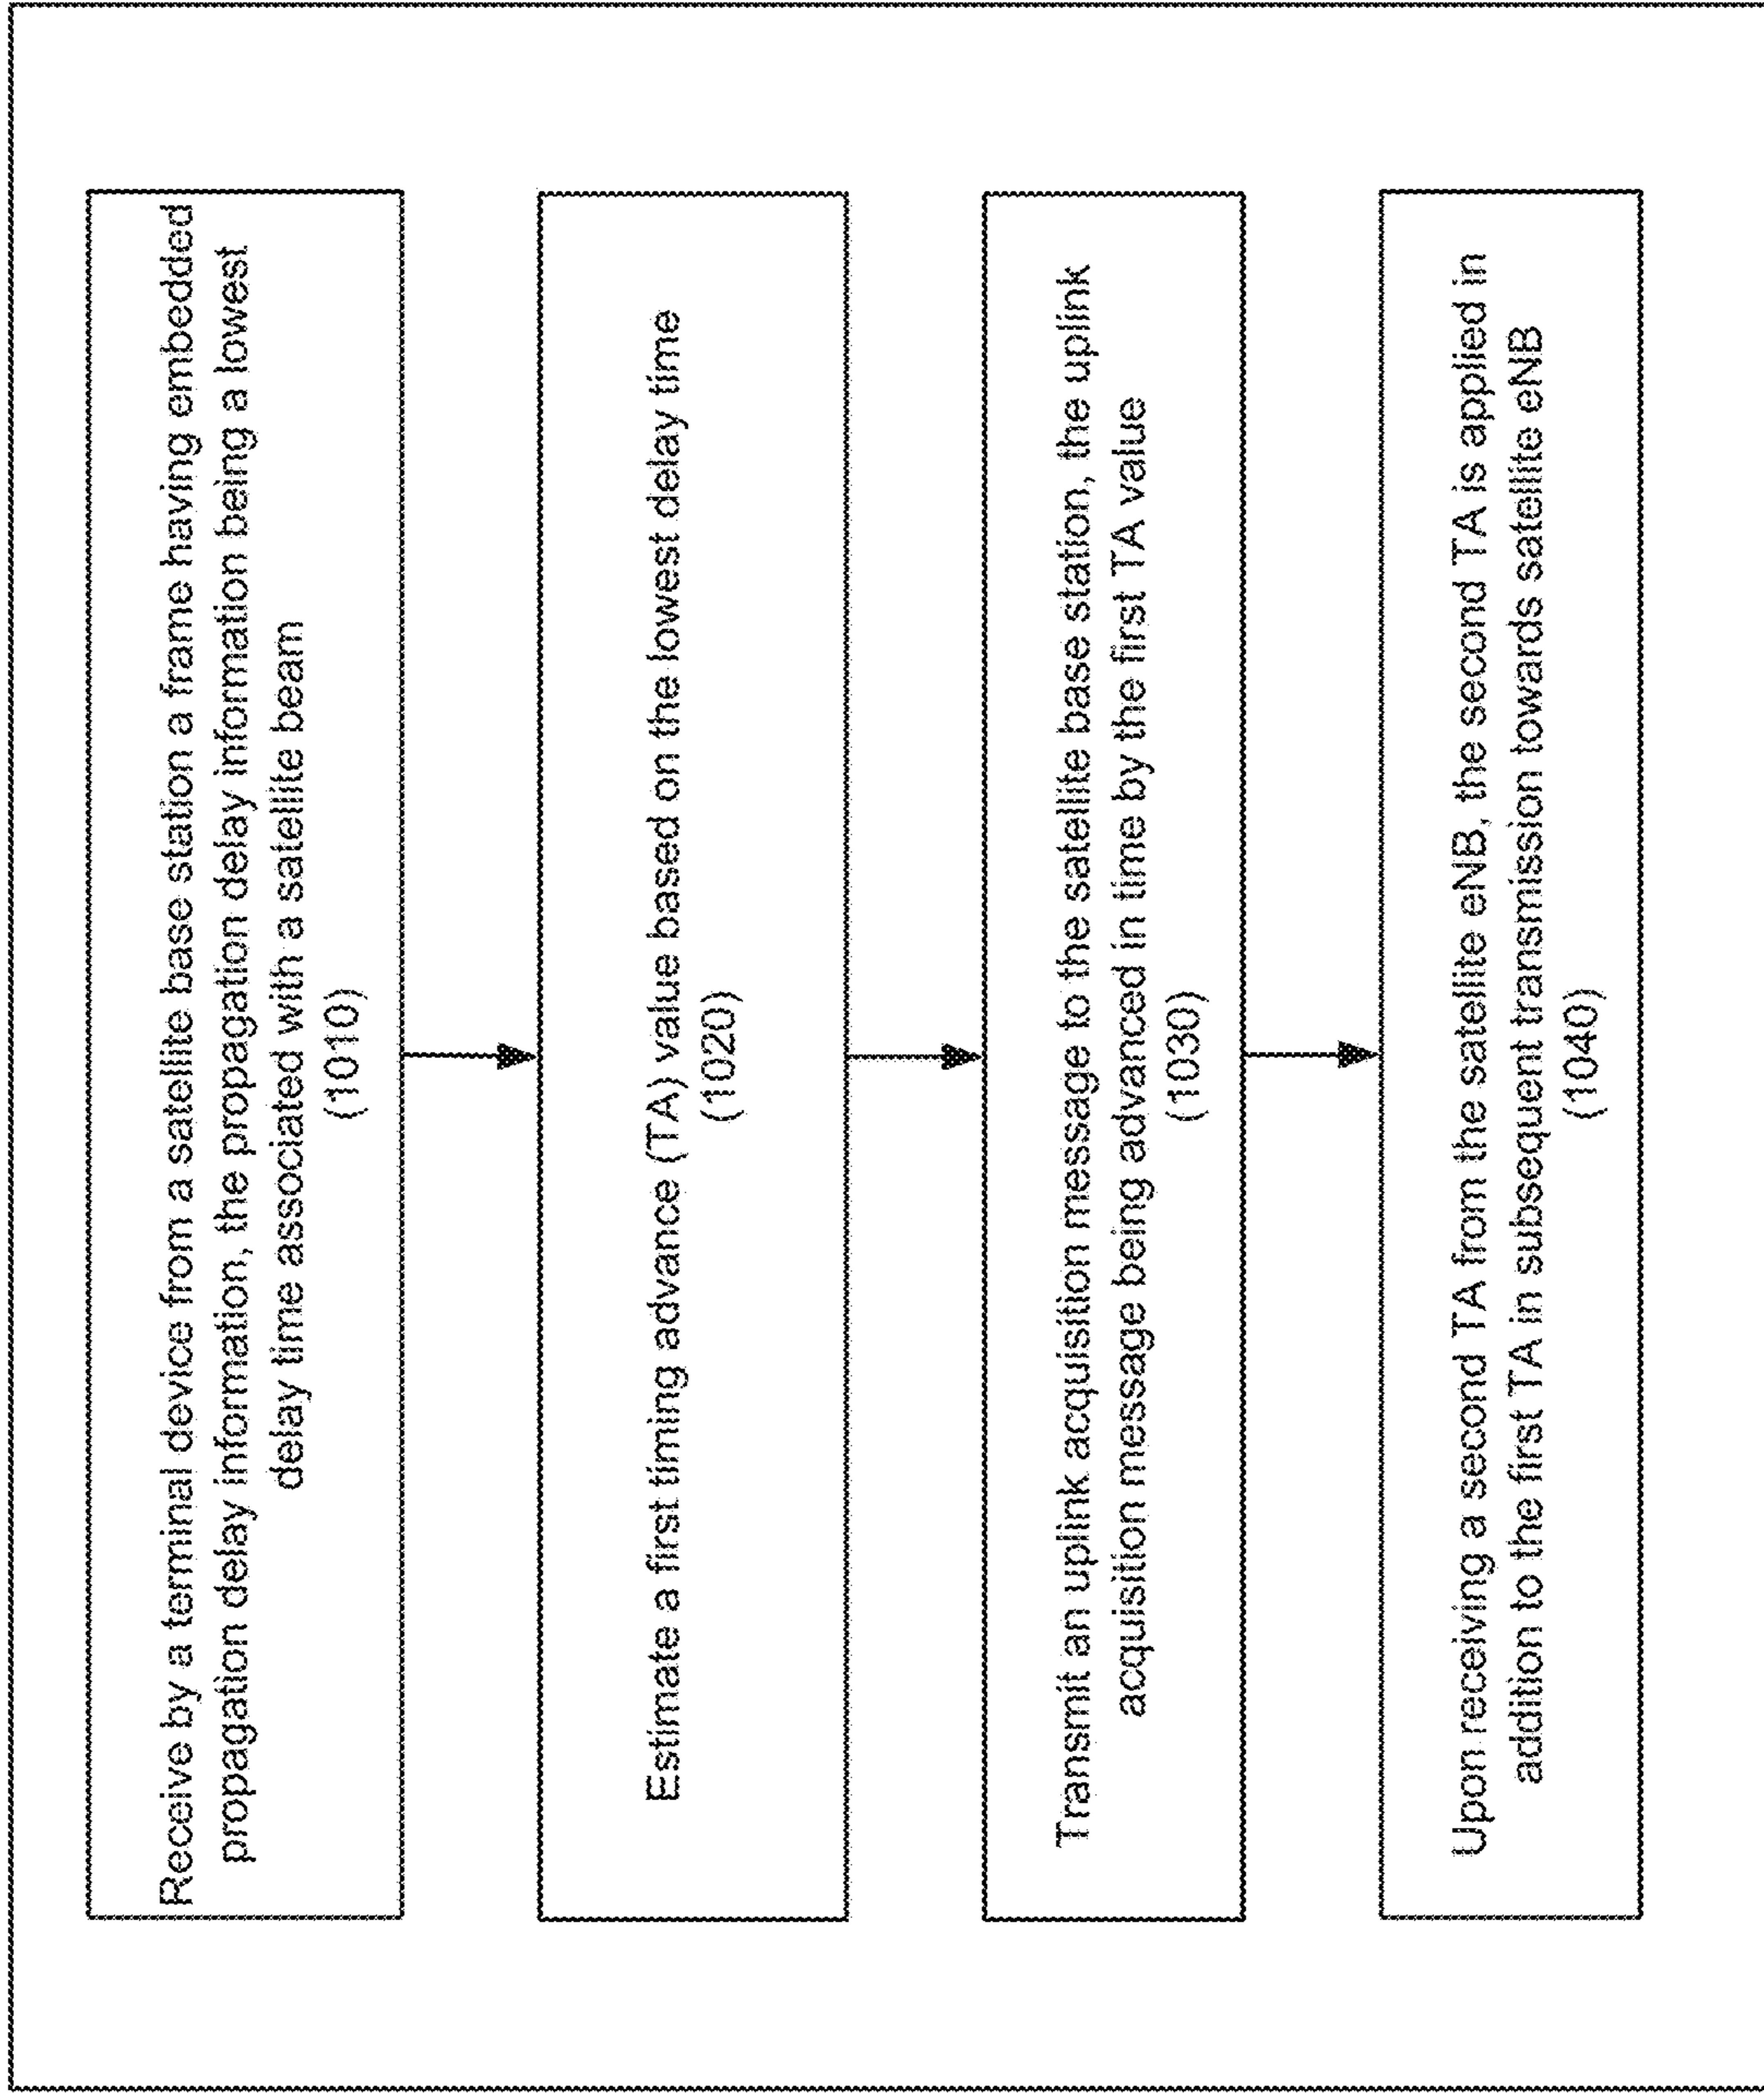 Receive by a terminal device from a satellite base station a frame having embedded
propagation delay information, the propagation delay information being a lowest
delay time associated with a satellite beam
(1010)
Estimate a first timing advance (TA) value based on the lowest delay time
(1020)
Transmit an uplink acquisition message to the satellite base station, the uplink
acquisition message being advanced in time by the first TA value
(1030)
Upon receiving a second TA from the satellite eNB, the second TA is applied in
addition to the first TA in subsequent transmission towards satellite eNB
(1040)